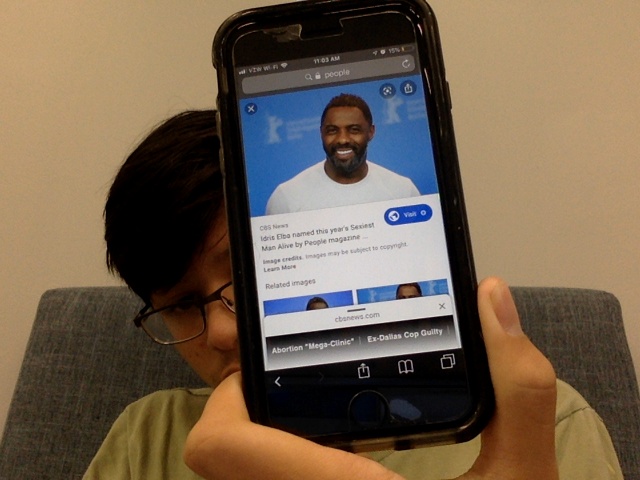 VZW Wi-Fi 11:03 AM 15%
people
CBS News
Visit
Idris Elba named this year's Sexiest
Man Alive by People magazine ...
Image credits. Images may be subject to copyright.
Learn More
Related images
cbsnews.com
Abortion "Mega-Clinic" | Ex-Dallas Cop Guilty